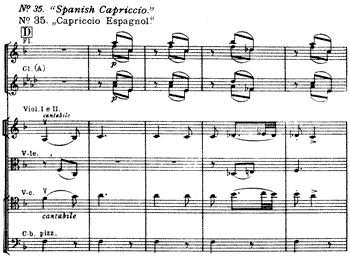 Nº 35. "Spanish Capriccio."
Nº 35. „Capriccio Espagnol."
D
Fl.
Cl. (A)
p
p
Viol. I e II.
cantabile
V-le.
V-c.
cantabile
C-b. pizz.